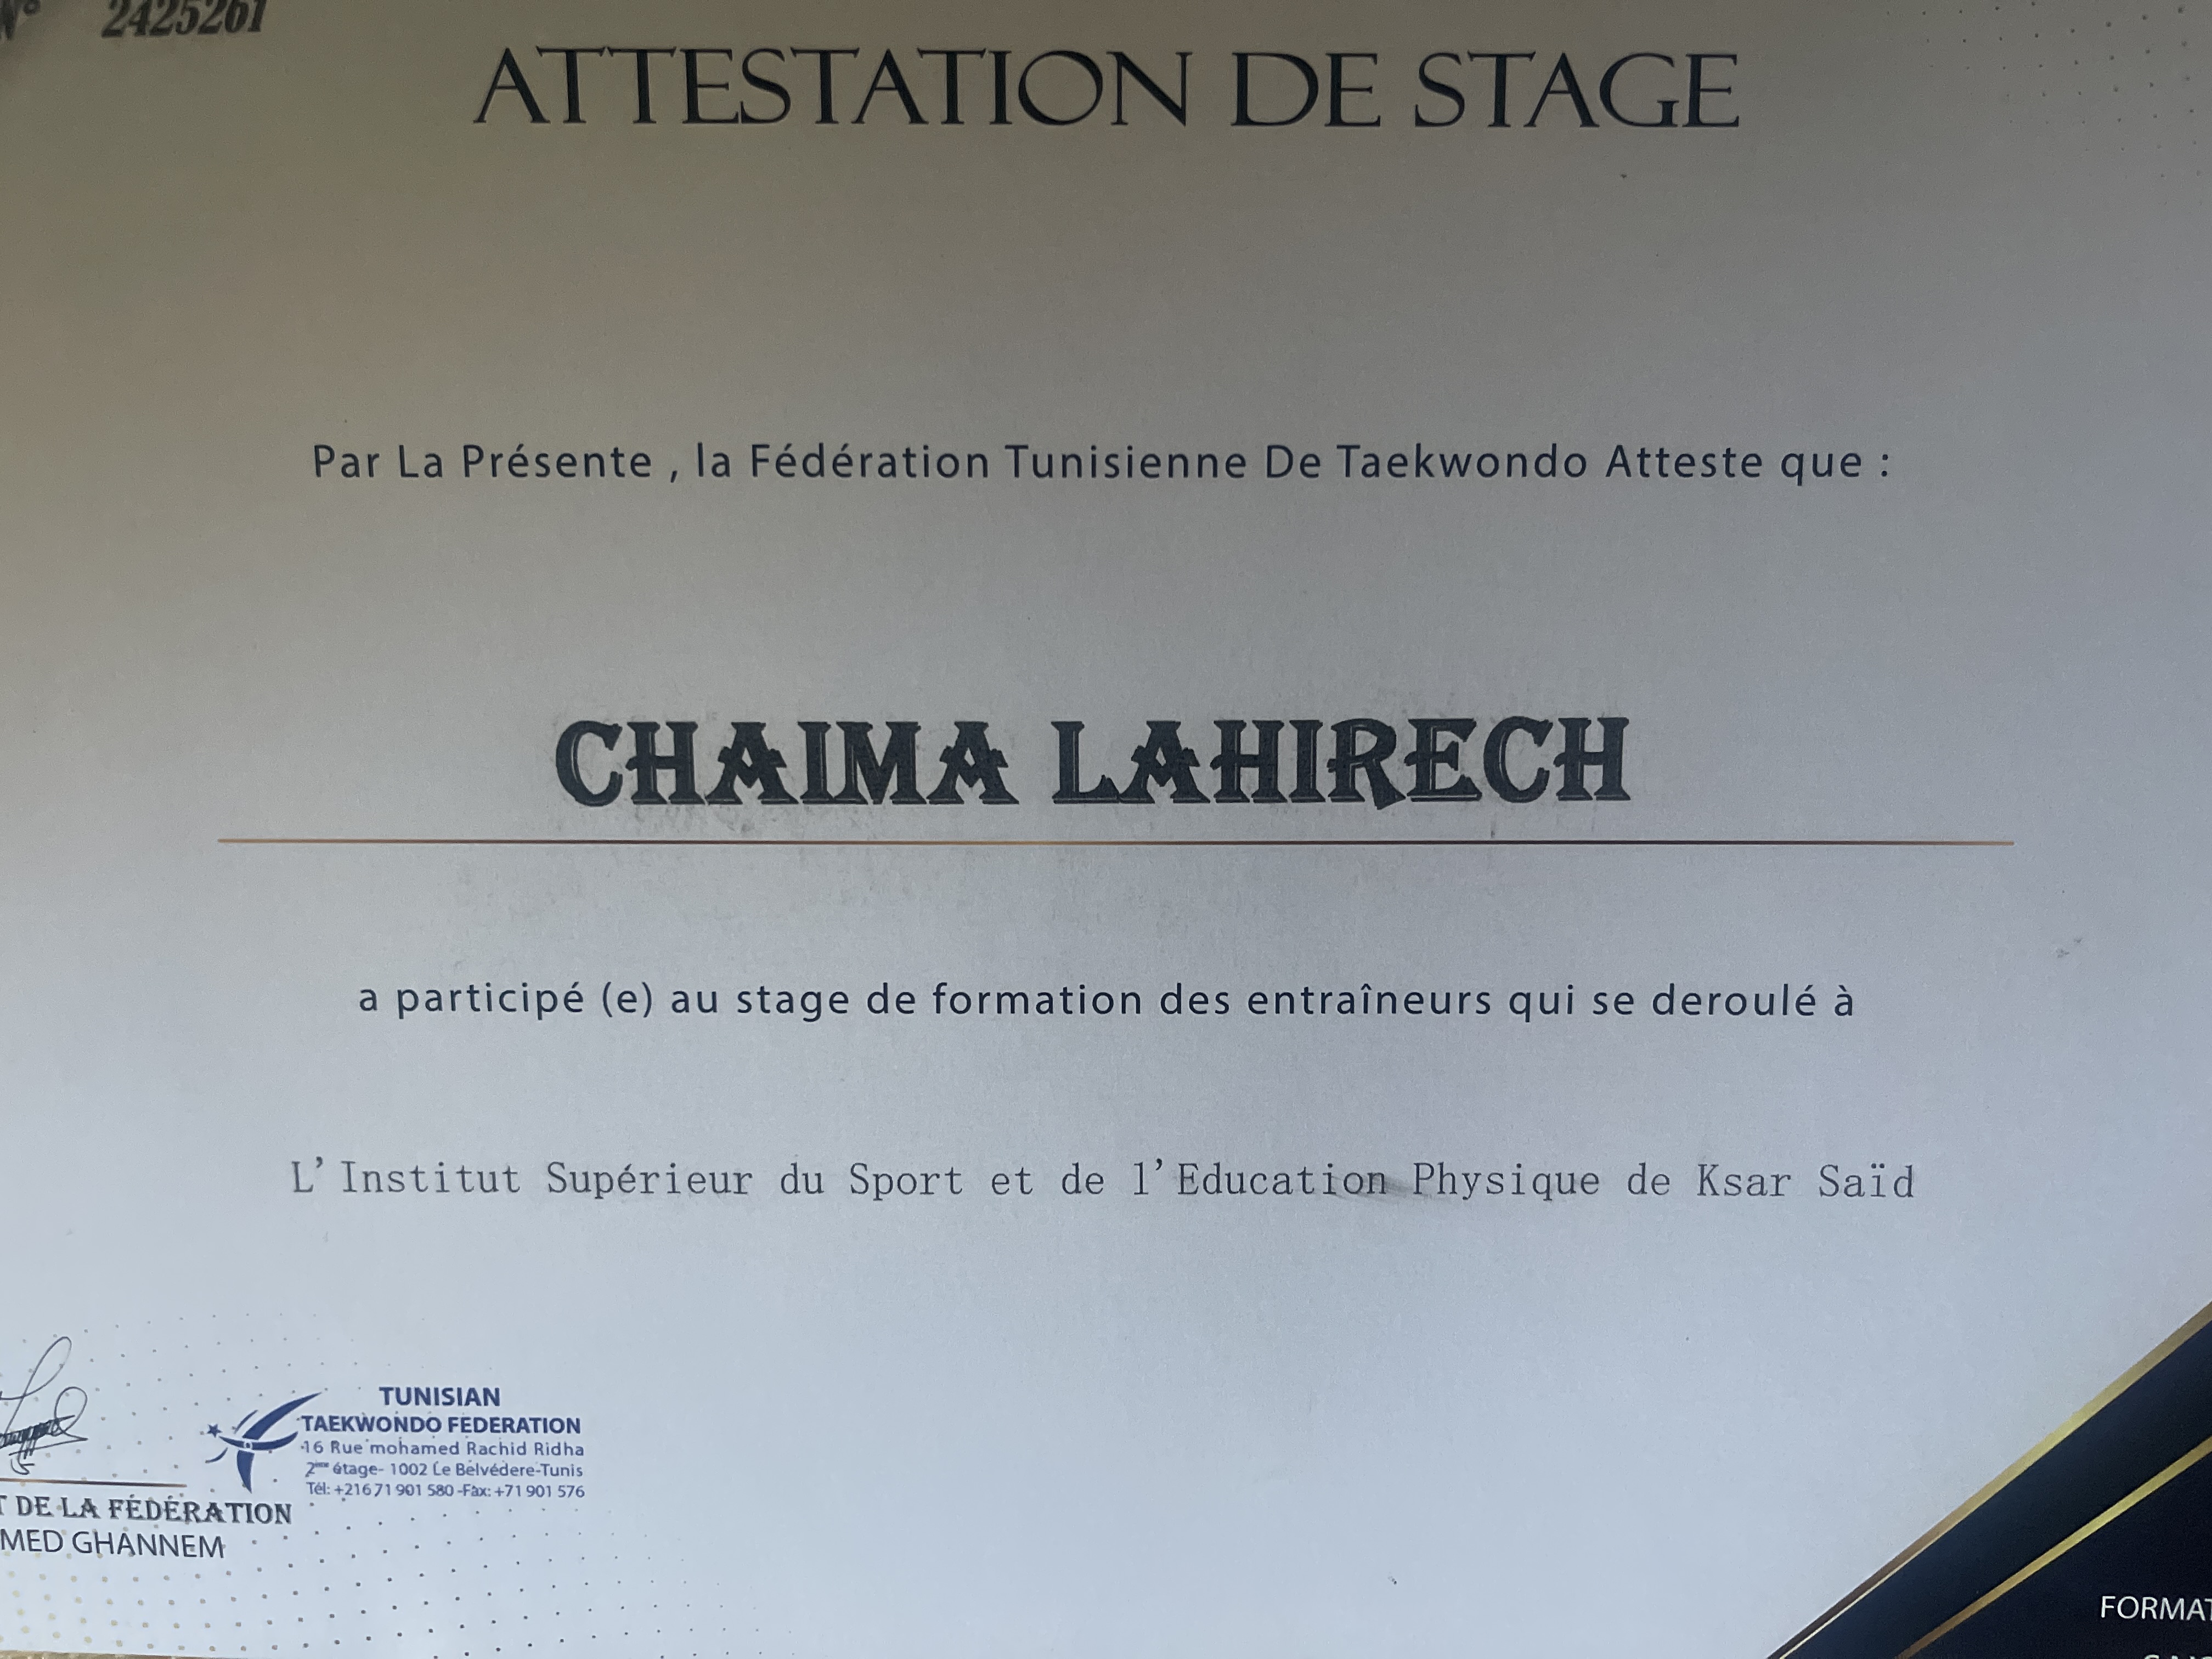 N° 2425261
ATTESTATION DE STAGE
Par La Présente , la Fédération Tunisienne De Taekwondo Atteste que :
CHAIMA LAHIRECH
a participé (e) au stage de formation des entraîneurs qui se deroulé à
L'Institut Supérieur du Sport et de l'Education Physique de Ksar Saïd
TUNISIAN
TAEKWONDO FEDERATION
16 Rue mohamed Rachid Ridha
2ème étage- 1002 Le Belvédere-Tunis
Tél: +216 71 901 580 -Fax: +71 901 576
T DE LA FÉDÉRATION
MED GHANNEM
FORMAT